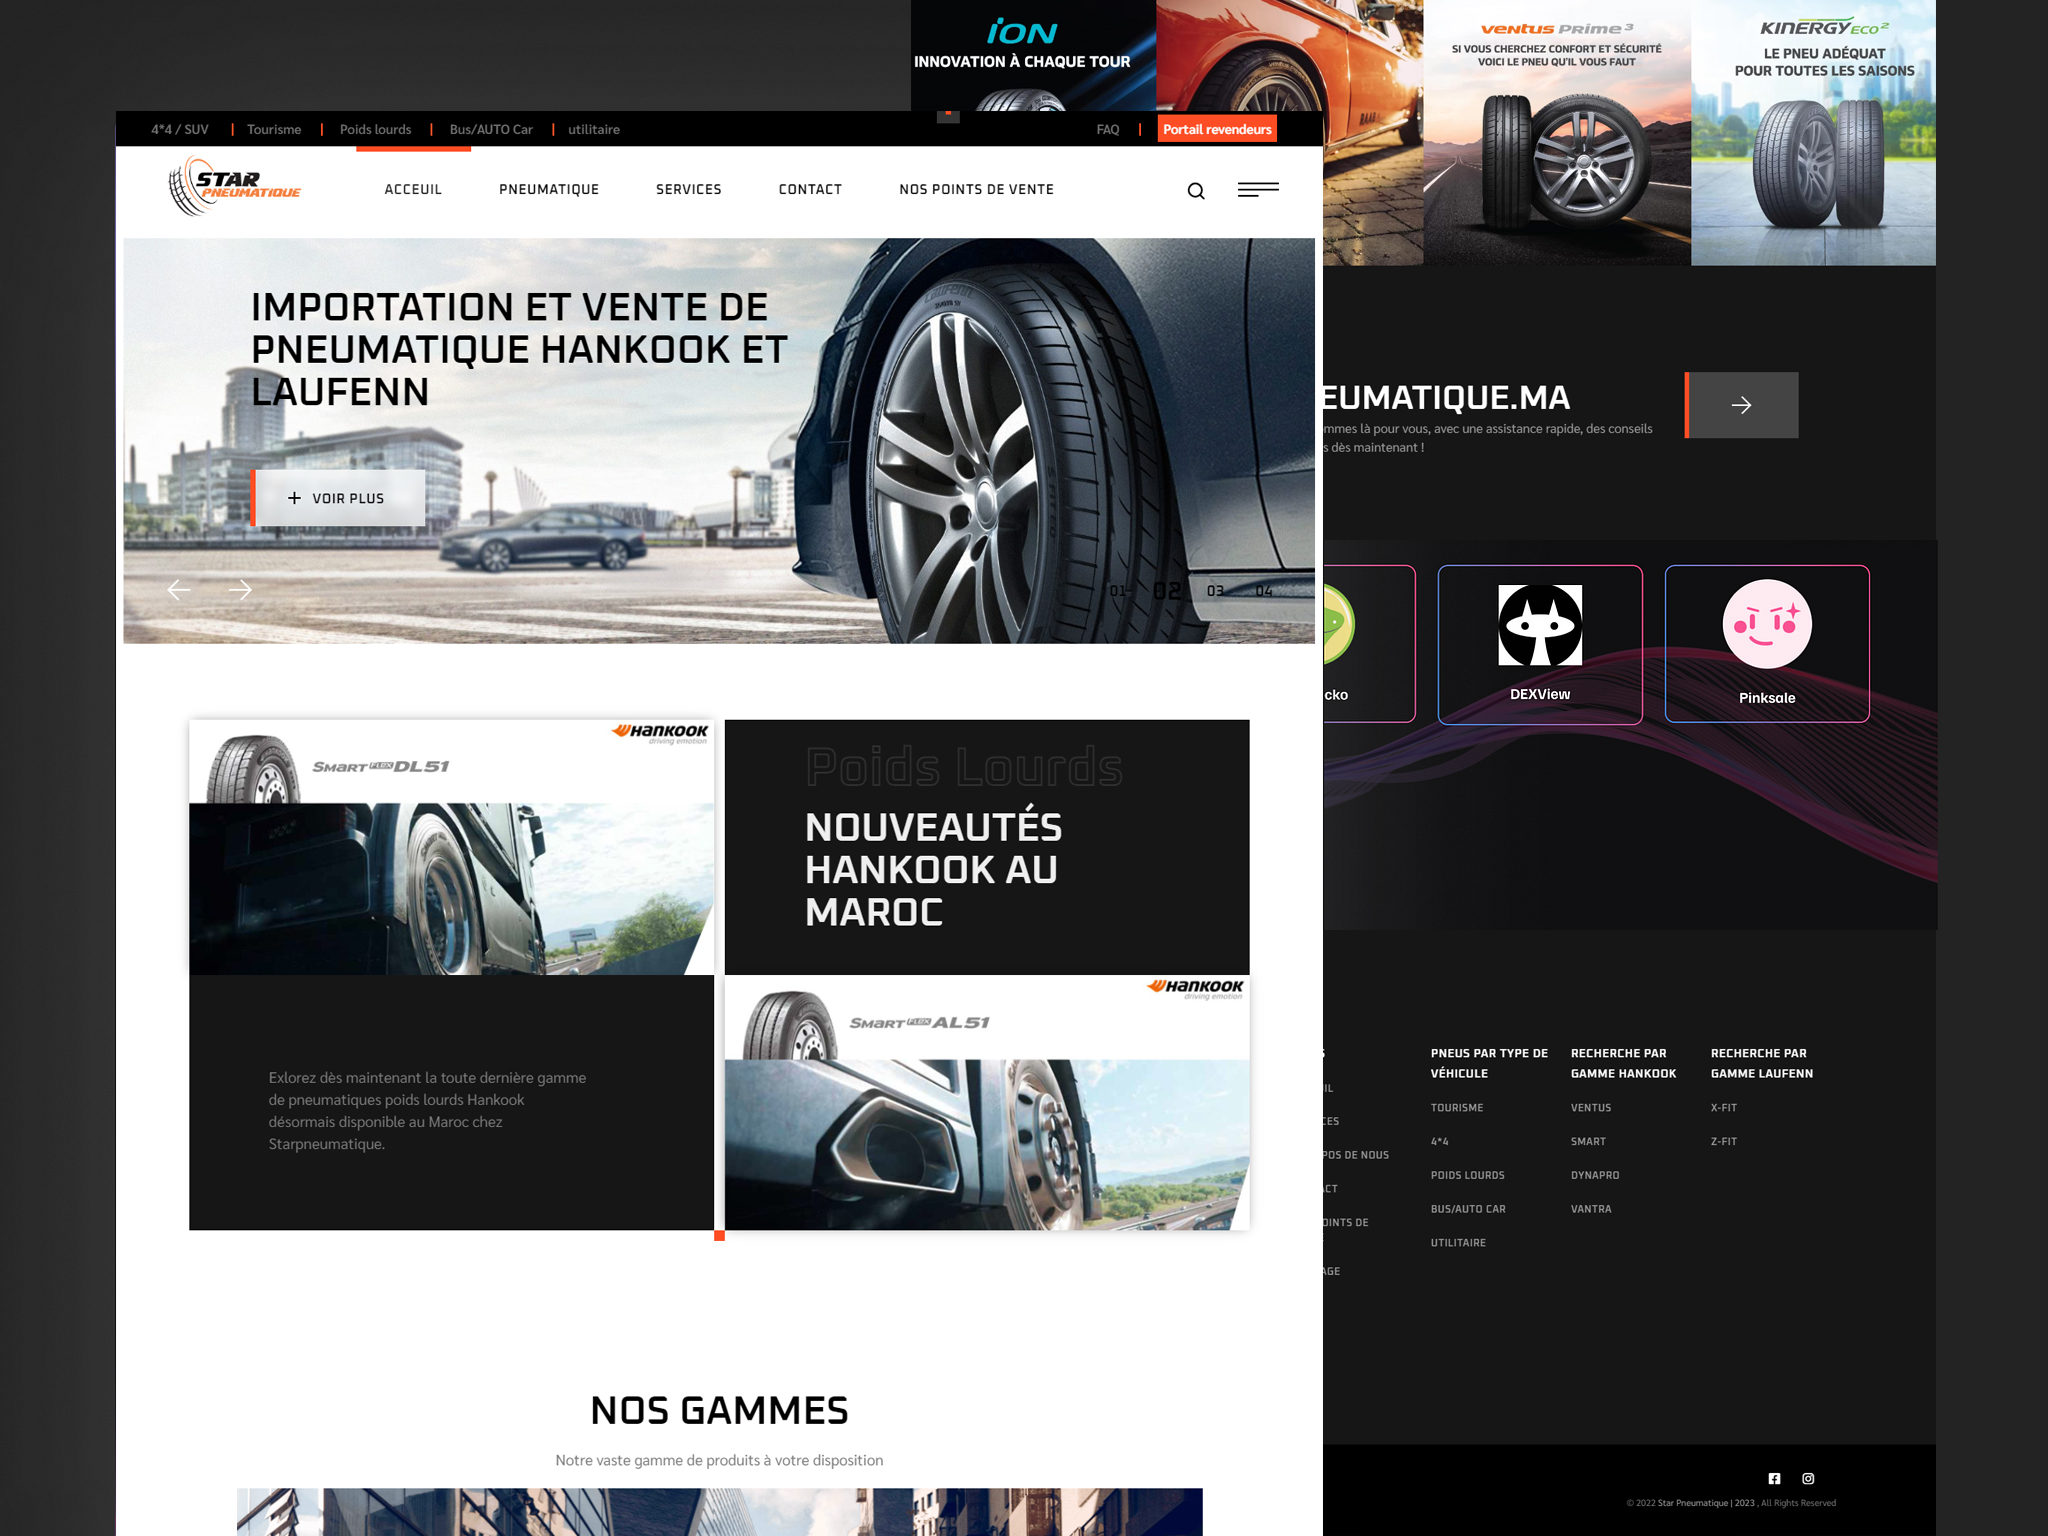 iON
INNOVATION À CHAQUE TOUR
ventus Prime³
SI VOUS CHERCHEZ CONFORT ET SÉCURITÉ
VOICI LE PNEU QU'IL VOUS FAUT
KINERGY ECO²
LE PNEU ADÉQUAT
POUR TOUTES LES SAISONS
4*4 / SUV | Tourisme | Poids lourds | Bus/AUTO Car | utilitaire
FAQ | Portail revendeurs
STAR
PNEUMATIQUE
ACCEUIL PNEUMATIQUE SERVICES CONTACT NOS POINTS DE VENTE
IMPORTATION ET VENTE DE
PNEUMATIQUE HANKOOK ET
LAUFENN
+ VOIR PLUS
Laufenn
01 02 03 04
HANKOOK
driving emotion
SMART FLEX DL51
Poids Lourds
NOUVEAUTÉS
HANKOOK AU
MAROC
Exlorez dès maintenant la toute dernière gamme
de pneumatiques poids lourds Hankook
désormais disponible au Maroc chez
Starpneumatique.
HANKOOK
driving emotion
SMART FLEX AL51
NOS GAMMES
Notre vaste gamme de produits à votre disposition
EUMATIQUE.MA
mmes là pour vous, avec une assistance rapide, des conseils
s dès maintenant !
cko
DEXView
Pinksale
S
IL
CES
POS DE NOUS
ACT
OINTS DE
AGE
PNEUS PAR TYPE DE
VÉHICULE
TOURISME
4*4
POIDS LOURDS
BUS/AUTO CAR
UTILITAIRE
RECHERCHE PAR
GAMME HANKOOK
VENTUS
SMART
DYNAPRO
VANTRA
RECHERCHE PAR
GAMME LAUFENN
X-FIT
Z-FIT
© 2022 Star Pneumatique | 2023 , All Rights Reserved